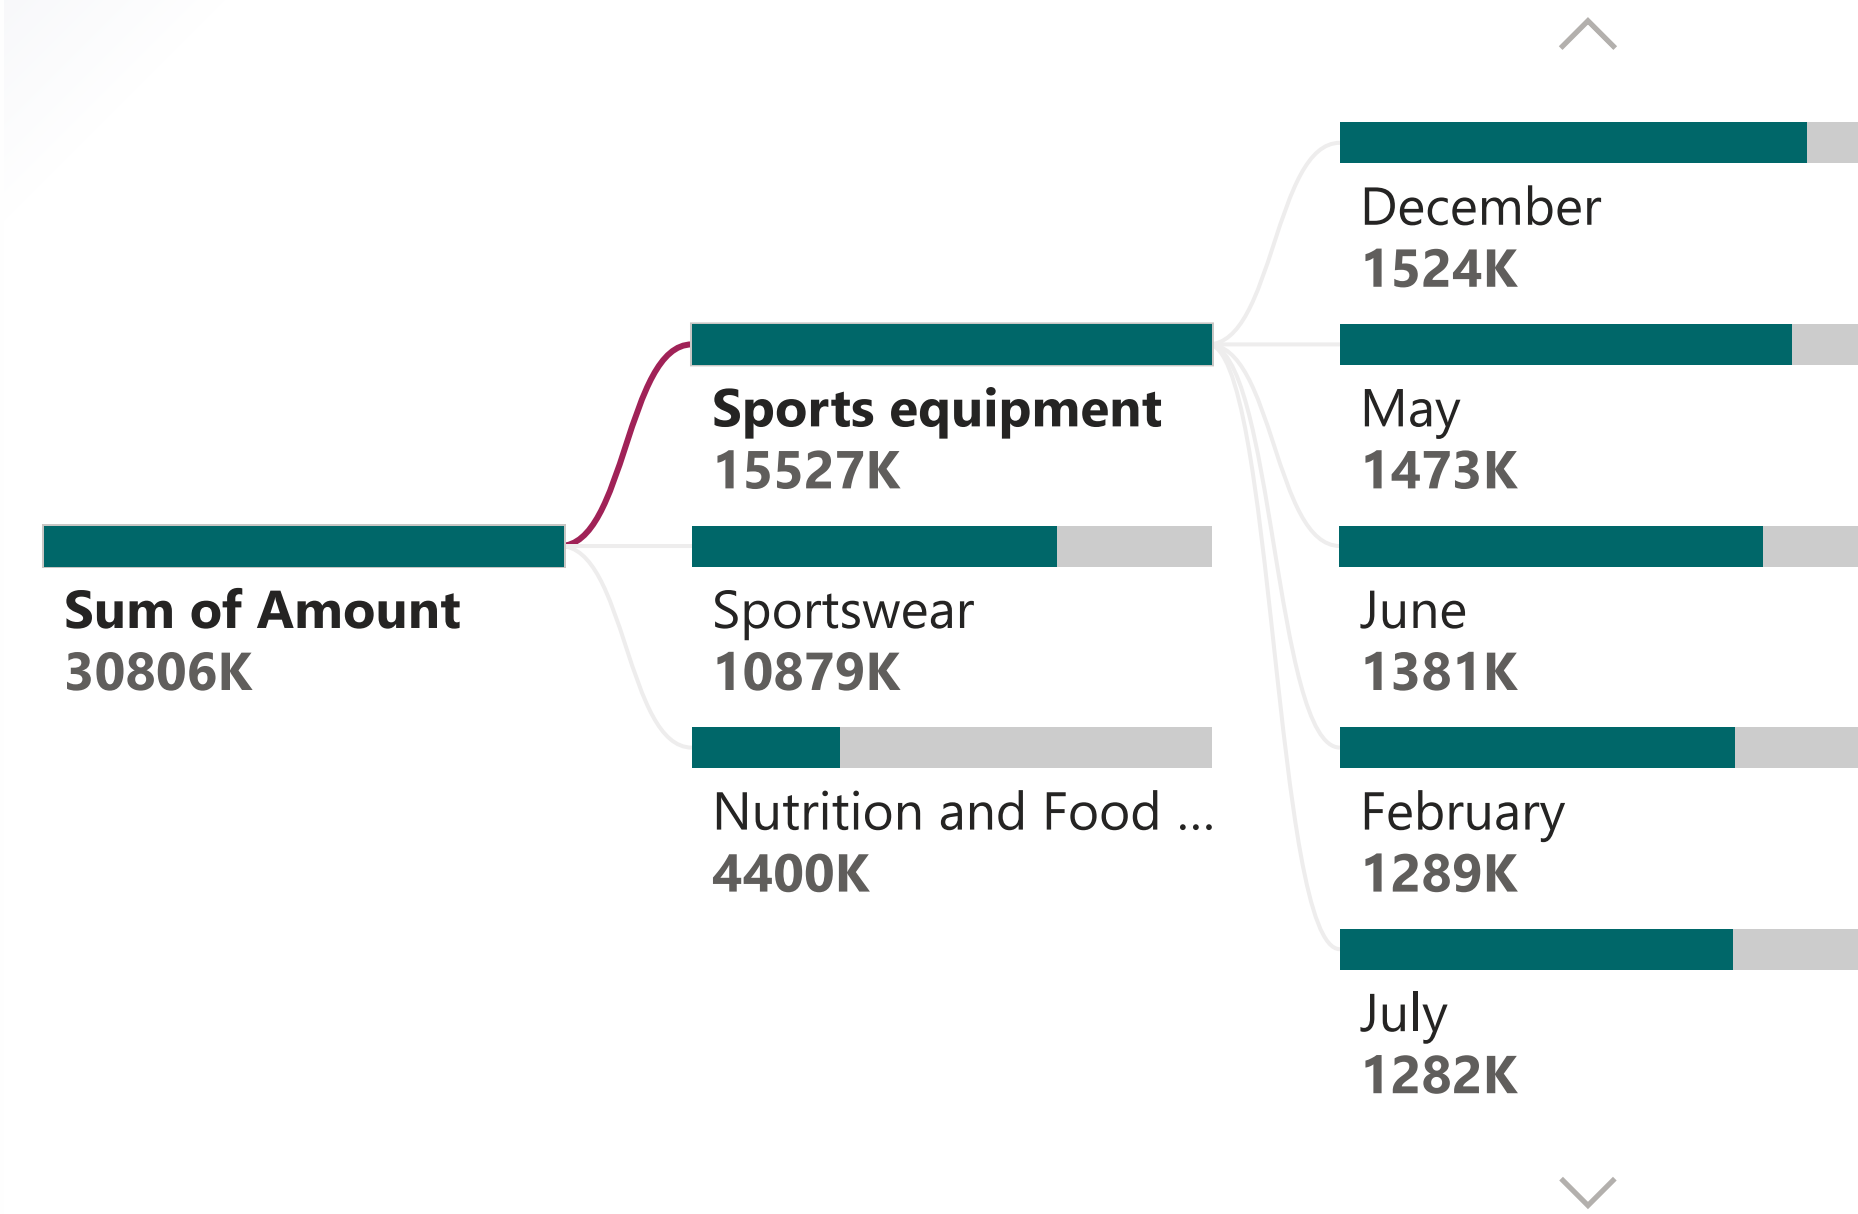 Sum of Amount
30806K
Sports equipment
15527K
Sportswear
10879K
Nutrition and Food ...
4400K
December
1524K
May
1473K
June
1381K
February
1289K
July
1282K